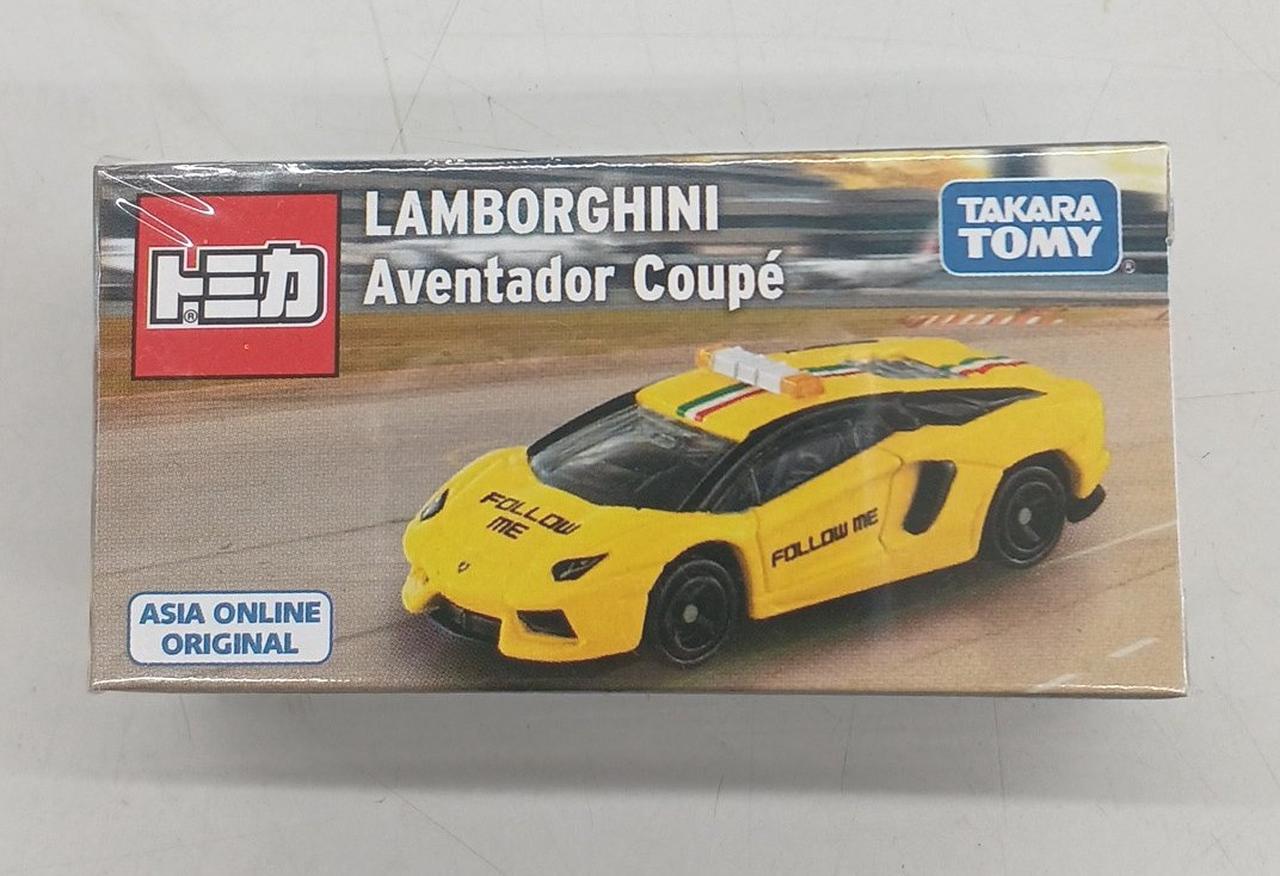 トミカ
®
LAMBORGHINI
Aventador Coupé
TAKARA
TOMY
®
FOLLOW
ME
FOLLOW ME
ASIA ONLINE
ORIGINAL